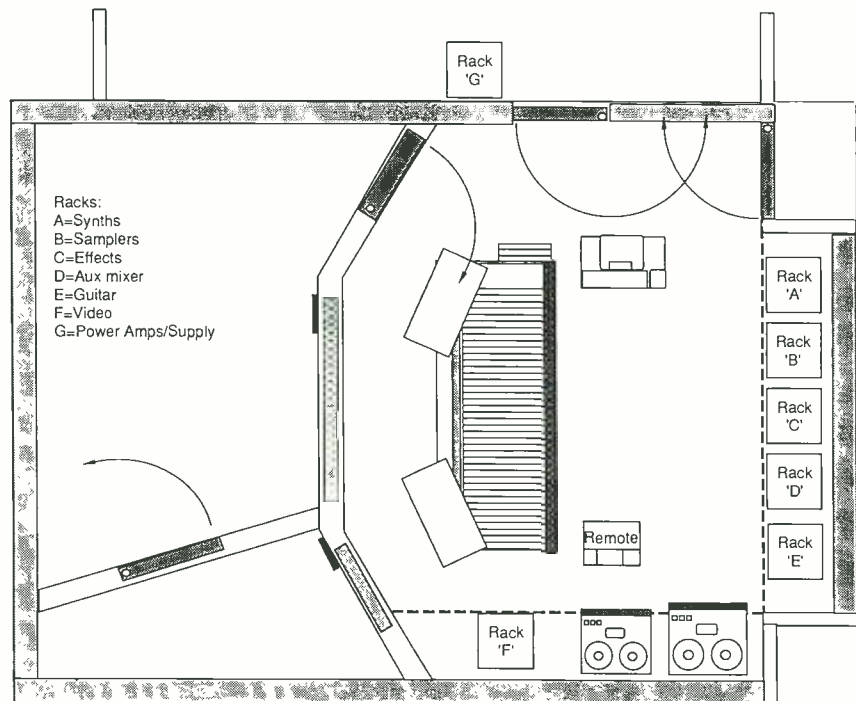 Rack
'G'
Racks:
A=Synths
B=Samplers
C=Effects
D=Aux mixer
E=Guitar
F=Video
G=Power Amps/Supply
Rack
'A'
Rack
'B'
Rack
'C'
Rack
'D'
Remote
Rack
'E'
Rack
'F'